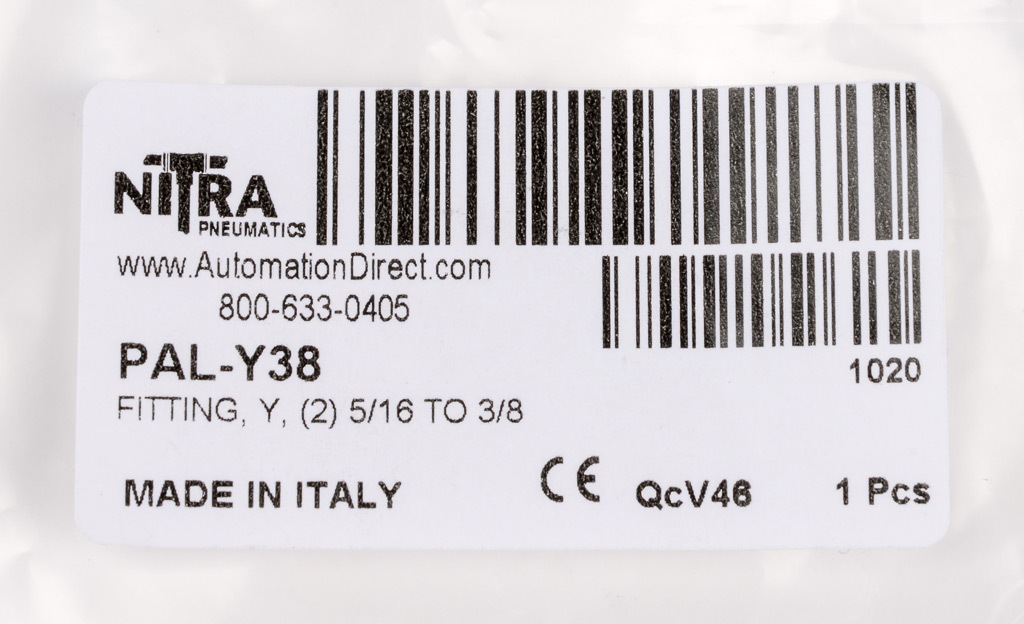 NITRA
PNEUMATICS
www.AutomationDirect.com
800-633-0405
PAL-Y38
1020
FITTING, Y, (2) 5/16 TO 3/8
MADE IN ITALY CE QcV46 1 Pcs